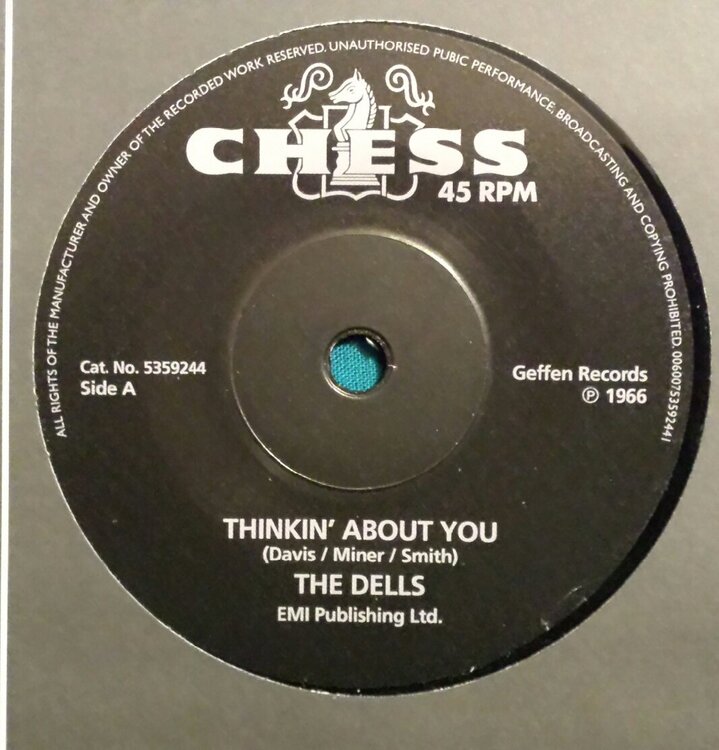 ALL RIGHTS OF THE MANUFACTURER AND OWNER OF THE RECORDED WORK RESERVED. UNAUTHORISED PUBIC PERFORMANCE, BROADCASTING AND COPYING PROHIBITED. 00600753592441
CHESS
45 RPM
Cat. No. 5359244
Side A
Geffen Records
℗ 1966
THINKIN' ABOUT YOU
(Davis / Miner / Smith)
THE DELLS
EMI Publishing Ltd.